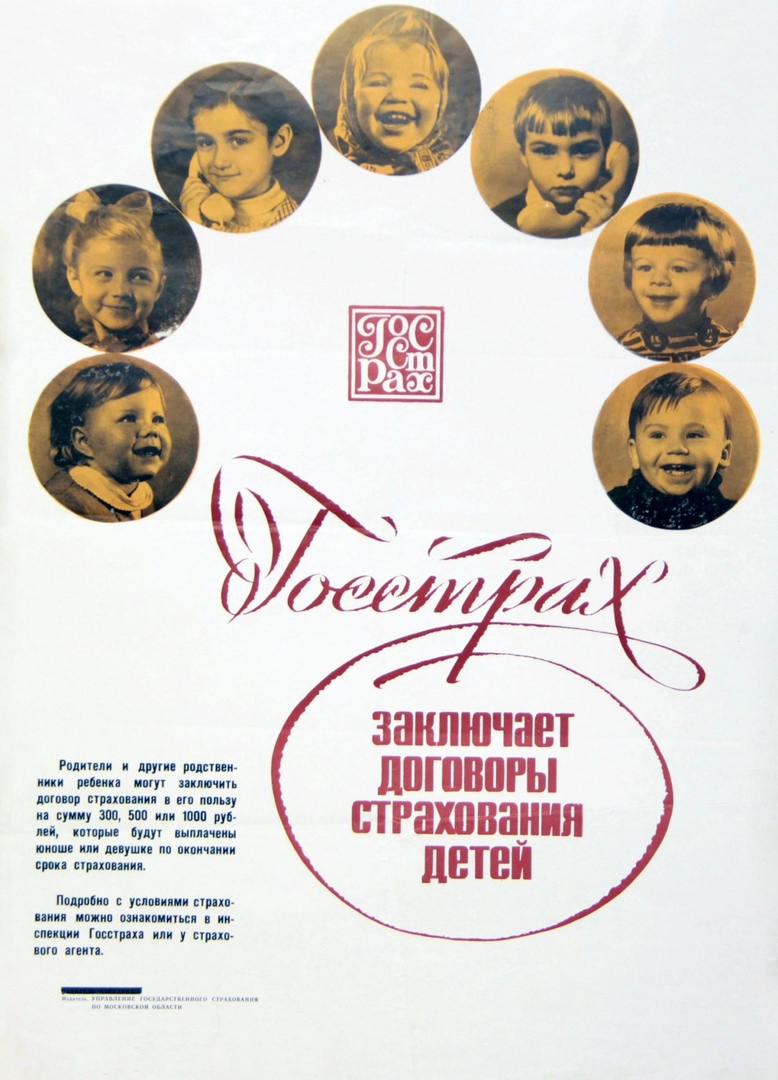 Гос
Ст
рах
Госстрах
заключает
договоры
страхования
детей
Родители и другие родствен-
ники ребенка могут заключить
договор страхования в его пользу
на сумму 300, 500 или 1000 руб-
лей, которые будут выплачены
юноше или девушке по окончании
срока страхования.
Подробно с условиями страхо-
вания можно ознакомиться в ин-
спекции Госстраха или у страхо-
вого агента.
Издатель УПРАВЛЕНИЕ ГОСУДАРСТВЕННОГО СТРАХОВАНИЯ
ПО МОСКОВСКОЙ ОБЛАСТИ